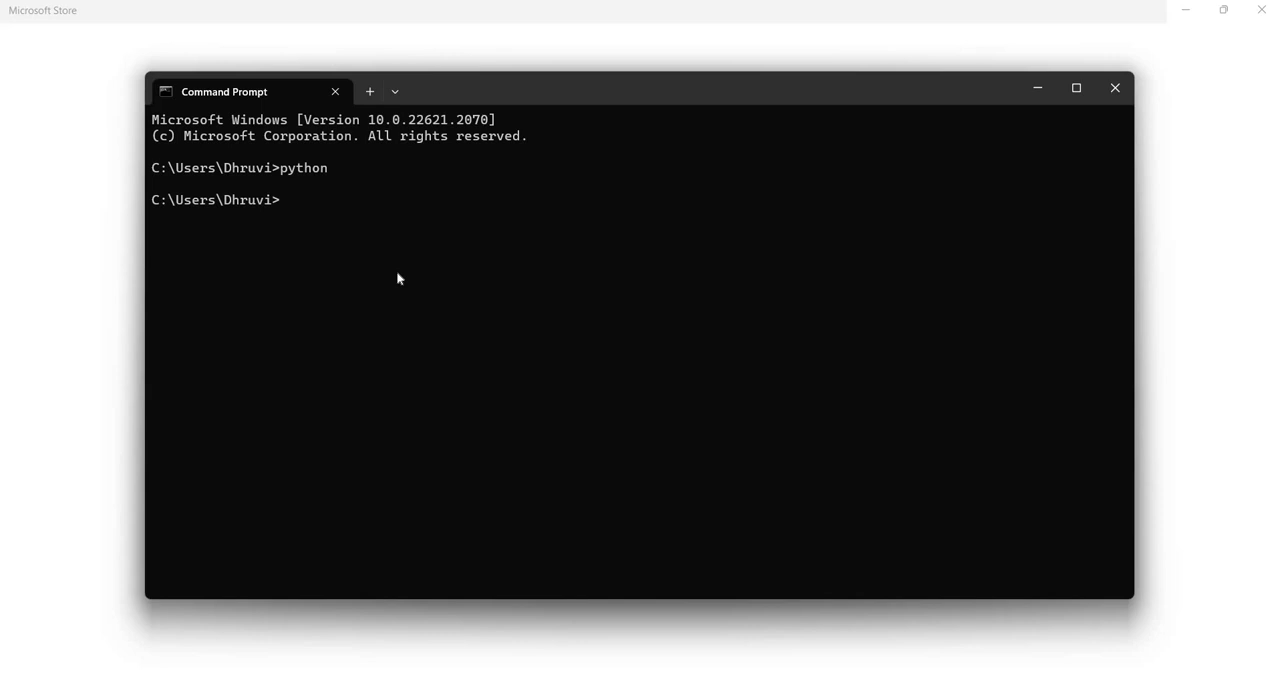 Microsoft Store
Command Prompt
Microsoft Windows [Version 10.0.22621.2070]
(c) Microsoft Corporation. All rights reserved.
C:\Users\Dhruvi>python
C:\Users\Dhruvi>